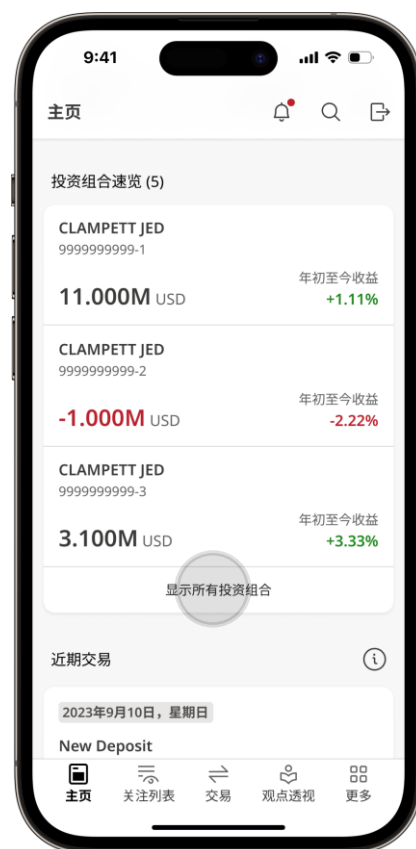 9:41
主页
投资组合速览 (5)
CLAMPETT JED
9999999999-1
年初至今收益
11.000M USD
+1.11%
CLAMPETT JED
9999999999-2
年初至今收益
-1.000M USD
-2.22%
CLAMPETT JED
9999999999-3
年初至今收益
3.100M USD
+3.33%
显示所有投资组合
近期交易
2023年9月10日，星期日
New Deposit
主页 关注列表 交易 观点透视 更多